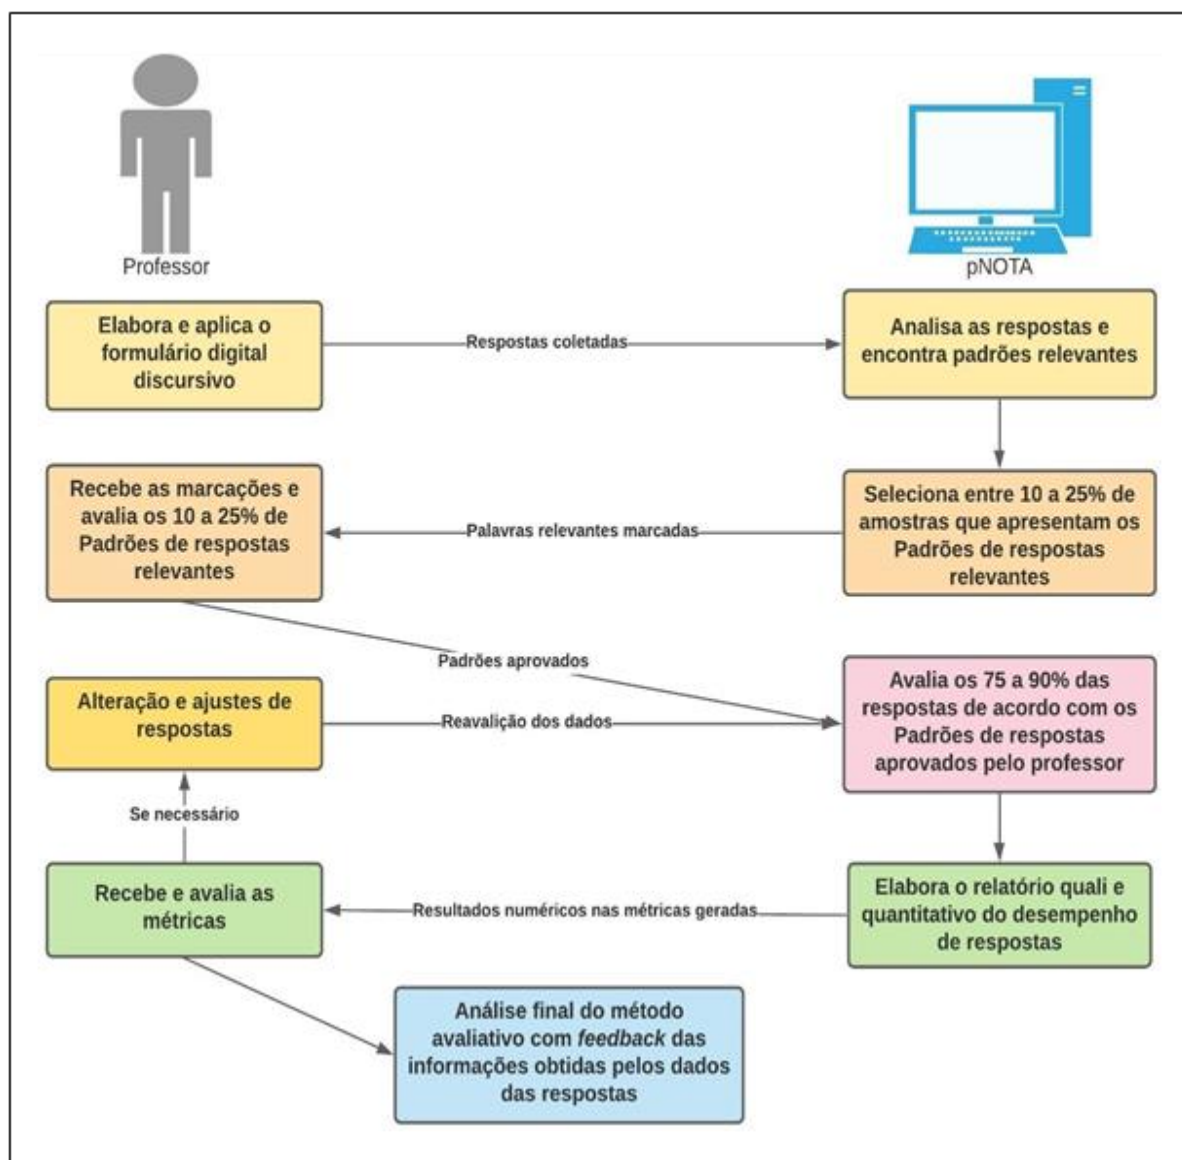 Professor
pNOTA
Elabora e aplica o
formulário digital
discursivo
Respostas coletadas
Analisa as respostas e
encontra padrões relevantes
Recebe as marcações e
avalia os 10 a 25% de
Padrões de respostas
relevantes
Palavras relevantes marcadas
Seleciona entre 10 a 25% de
amostras que apresentam os
Padrões de respostas
relevantes
Padrões aprovados
Alteração e ajustes de
respostas
Reavalição dos dados
Avalia os 75 a 90% das
respostas de acordo com os
Padrões de respostas
aprovados pelo professor
Se necessário
Recebe e avalia as
métricas
Resultados numéricos nas métricas geradas
Elabora o relatório quali e
quantitativo do desempenho
de respostas
Análise final do método
avaliativo com feedback das
informações obtidas pelos dados
das respostas